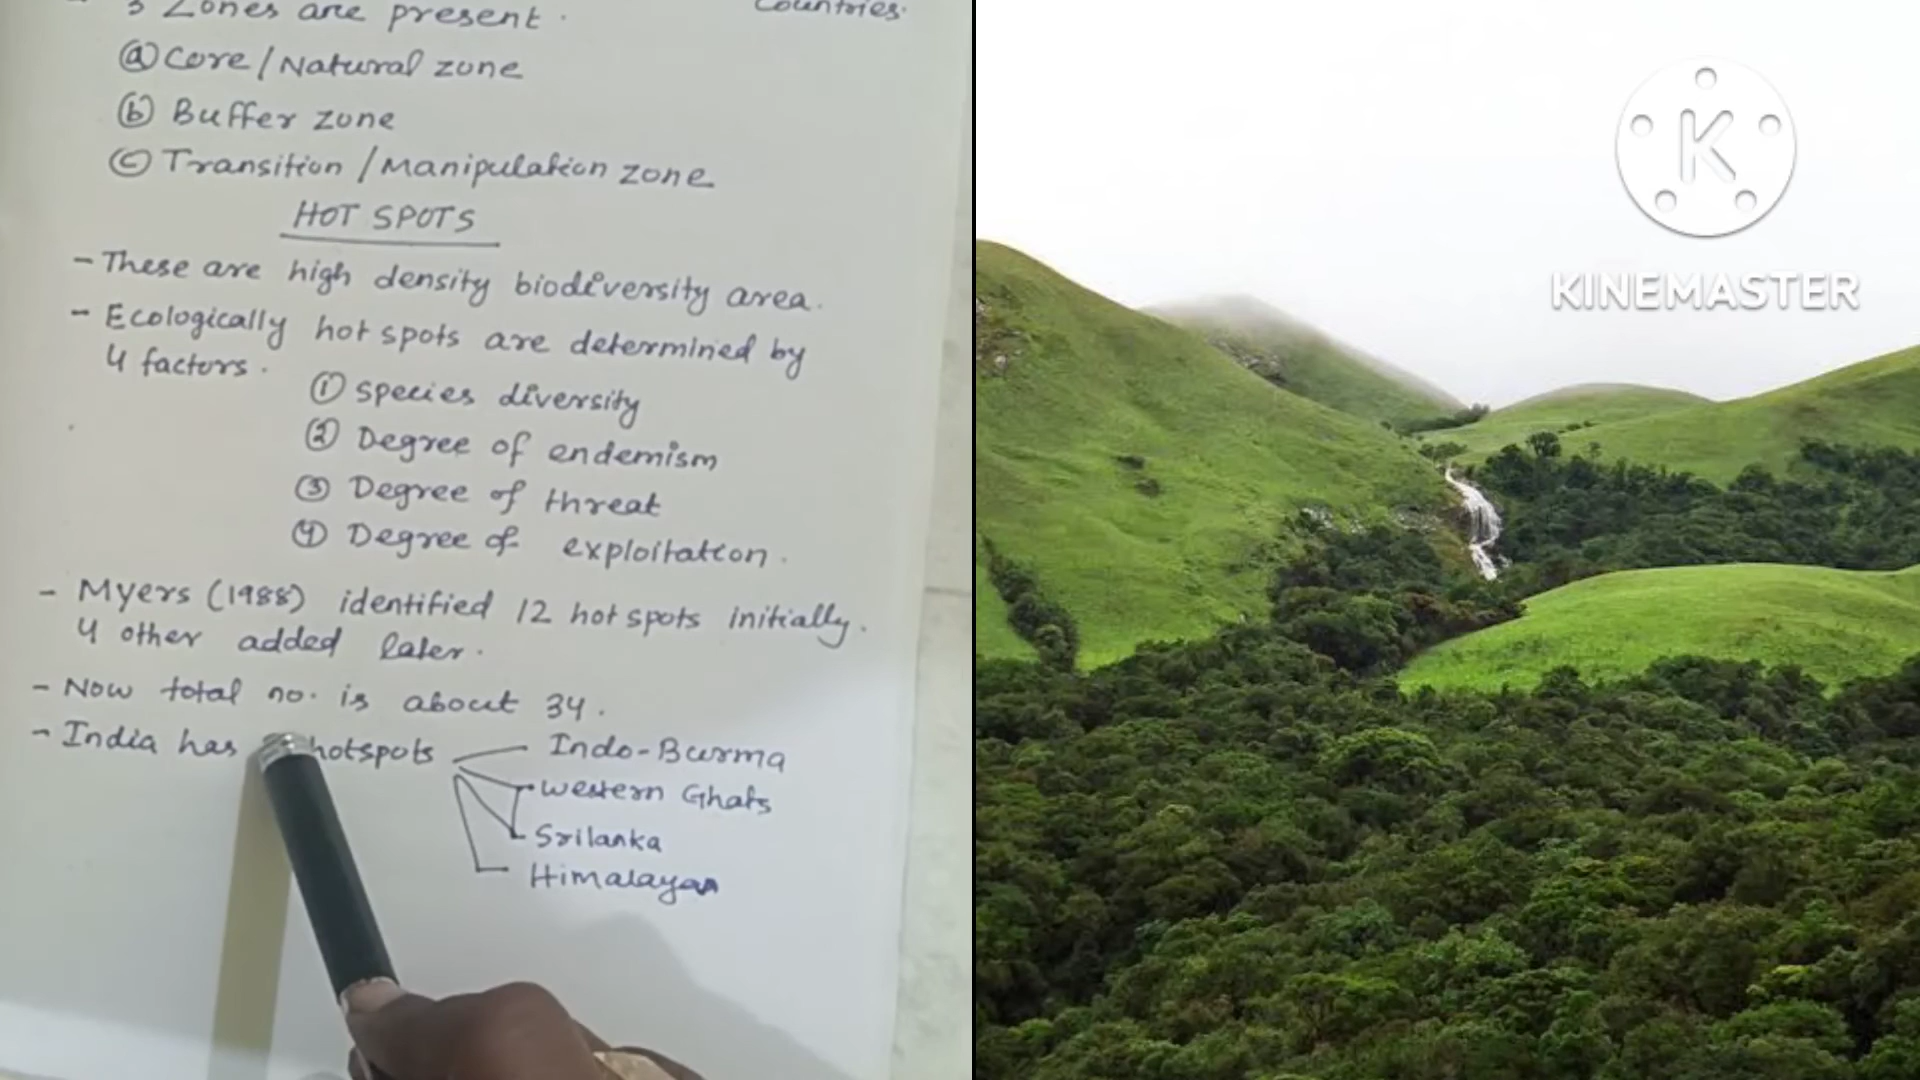 3 Zones are present.
Countries.
ⓐ Core/Natural zone
ⓑ Buffer zone
ⓒ Transition/Manipulation zone
HOT SPOTS
- These are high density biodiversity area.
- Ecologically hot spots are determined by
4 factors.
① Species diversity
② Degree of endemism
③ Degree of threat
④ Degree of exploitation.
- Myers (1988) identified 12 hot spots initially.
4 other added later.
- Now total no. is about 34.
- India has hotspots
Indo-Burma
Western Ghats
Srilanka
Himalayan
K
KINEMASTER